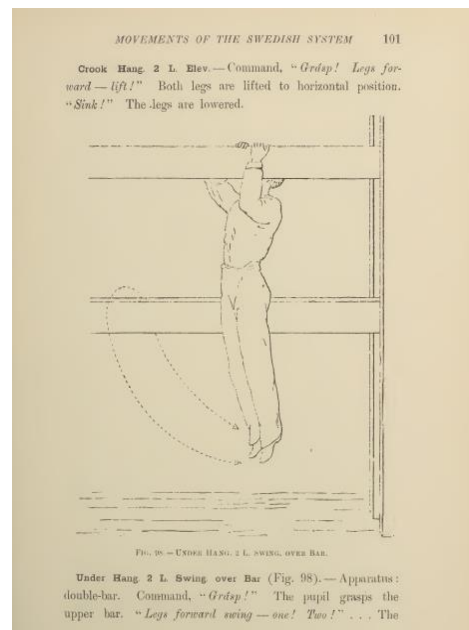 MOVEMENTS OF THE SWEDISH SYSTEM 101
Crook Hang. 2 L. Elev.—Command, "Grasp! Legs for-
ward — lift!" Both legs are lifted to horizontal position.
"Sink!" The legs are lowered.
FIG. 98.—UNDER HANG. 2 L. SWING. OVER BAR.
Under Hang. 2 L. Swing. over Bar (Fig. 98).—Apparatus:
double-bar. Command, "Grasp!" The pupil grasps the
upper bar. "Legs forward swing — one! Two!" . . . The